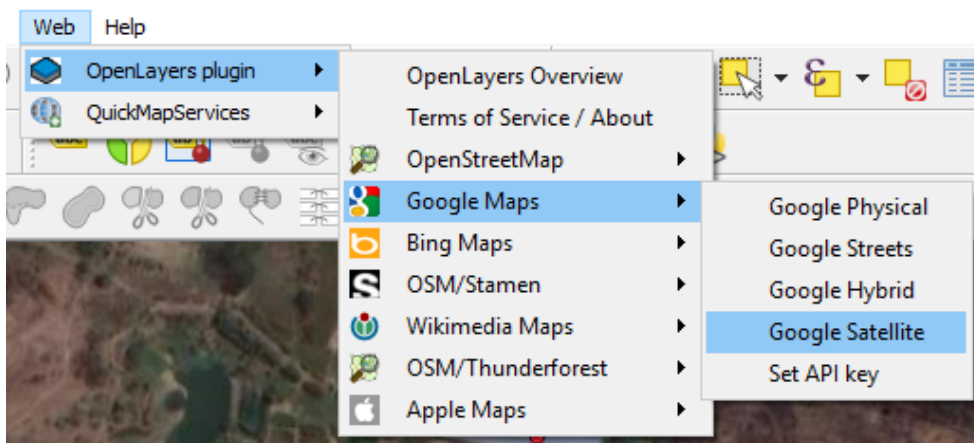 Web Help
OpenLayers plugin
QuickMapServices
OpenLayers Overview
Terms of Service / About
OpenStreetMap
Google Maps
Bing Maps
OSM/Stamen
Wikimedia Maps
OSM/Thunderforest
Apple Maps
Google Physical
Google Streets
Google Hybrid
Google Satellite
Set API key